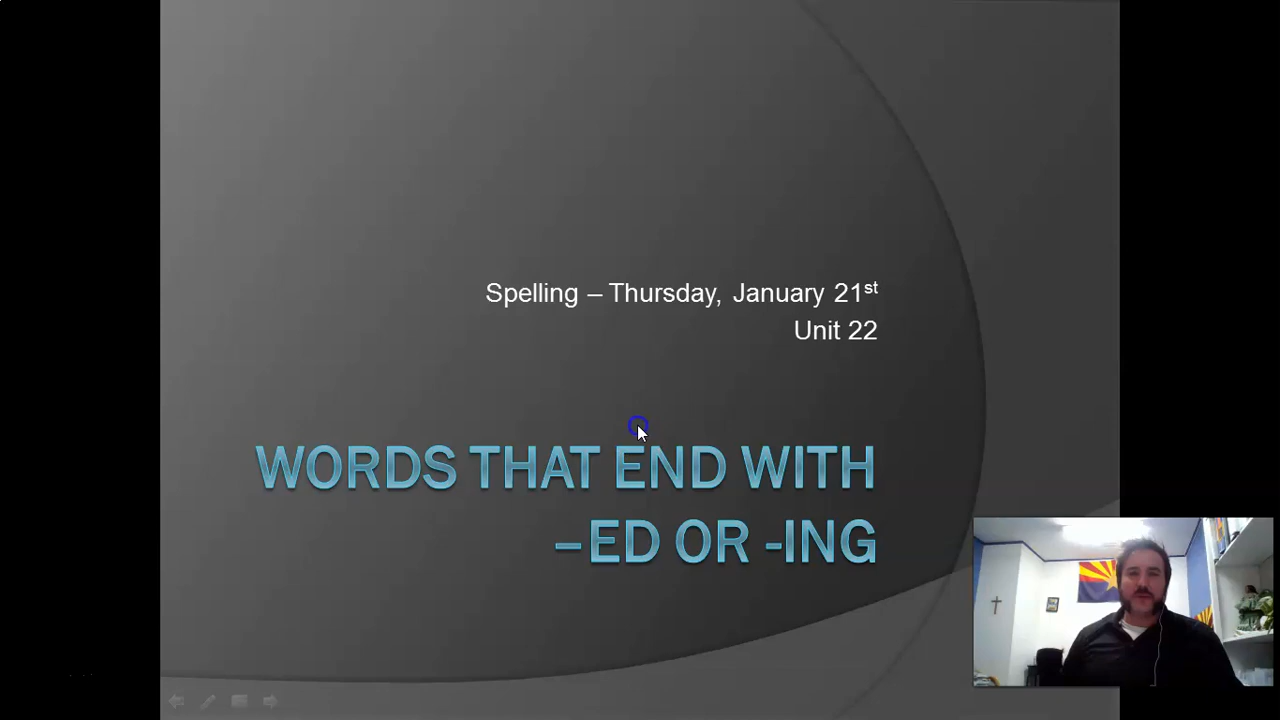 Spelling – Thursday, January 21st
Unit 22
WORDS THAT END WITH
–ED OR -ING